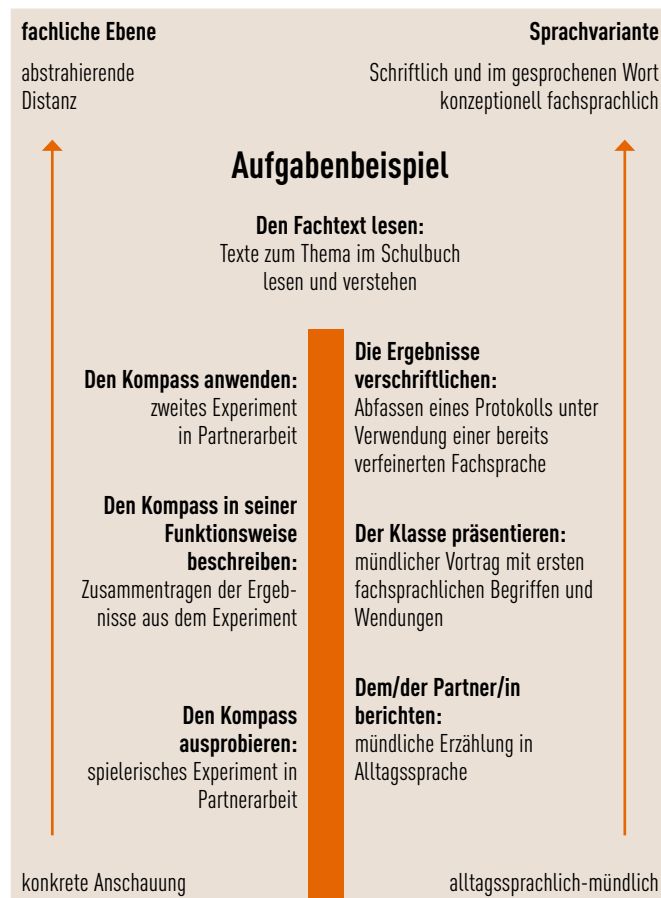 fachliche Ebene
abstrahierende
Distanz
Sprachvariante
Schriftlich und im gesprochenen Wort
konzeptionell fachsprachlich
Aufgabenbeispiel
Den Fachtext lesen:
Texte zum Thema im Schulbuch
lesen und verstehen
Den Kompass anwenden:
zweites Experiment
in Partnerarbeit
Die Ergebnisse
verschriftlichen:
Abfassen eines Protokolls unter
Verwendung einer bereits
verfeinerten Fachsprache
Den Kompass in seiner
Funktionsweise
beschreiben:
Zusammentragen der Ergeb-
nisse aus dem Experiment
Der Klasse präsentieren:
mündlicher Vortrag mit ersten
fachsprachlichen Begriffen und
Wendungen
Den Kompass
ausprobieren:
spielerisches Experiment in
Partnerarbeit
Dem/der Partner/in
berichten:
mündliche Erzählung in
Alltagssprache
konkrete Anschauung
alltagssprachlich-mündlich